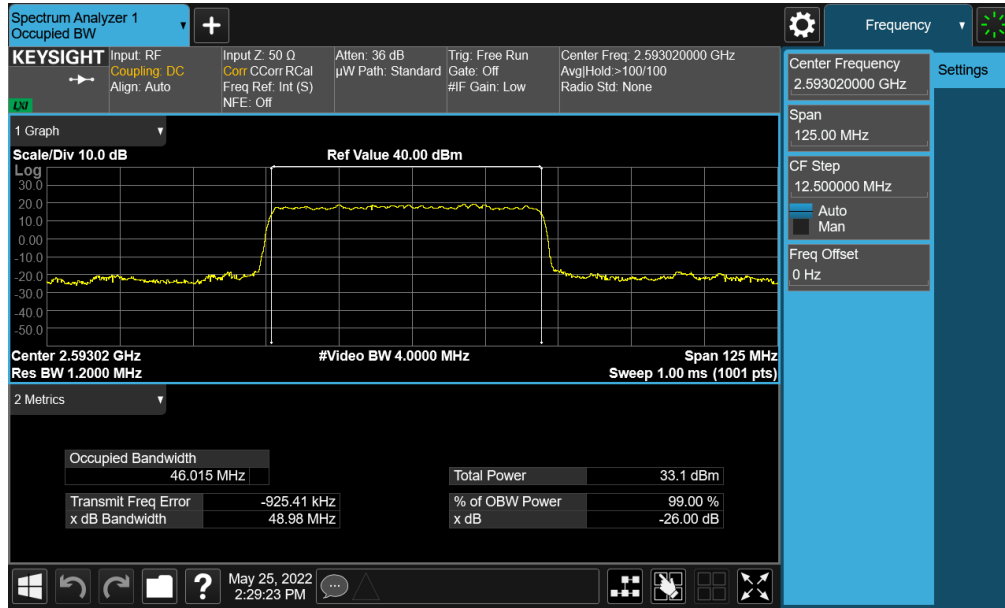 Spectrum Analyzer 1
Occupied BW
+
Frequency
KEYSIGHT
Input: RF
Coupling: DC
Align: Auto
Input Z: 50 Ω
Corr CCorr RCal
Freq Ref: Int (S)
NFE: Off
Atten: 36 dB
µW Path: Standard
Trig: Free Run
Gate: Off
#IF Gain: Low
Center Freq: 2.593020000 GHz
Avg|Hold:>100/100
Radio Std: None
LXI
Center Frequency
2.593020000 GHz
Settings
Span
125.00 MHz
CF Step
12.500000 MHz
Auto
Man
Freq Offset
0 Hz
1 Graph
Scale/Div 10.0 dB
Ref Value 40.00 dBm
Log
30.0
20.0
10.0
0.00
-10.0
-20.0
-30.0
-40.0
-50.0
Center 2.59302 GHz
#Video BW 4.0000 MHz
Span 125 MHz
Res BW 1.2000 MHz
Sweep 1.00 ms (1001 pts)
2 Metrics
Occupied Bandwidth
46.015 MHz
Total Power 33.1 dBm
Transmit Freq Error -925.41 kHz
% of OBW Power 99.00 %
x dB Bandwidth 48.98 MHz
x dB -26.00 dB
?
May 25, 2022
2:29:23 PM